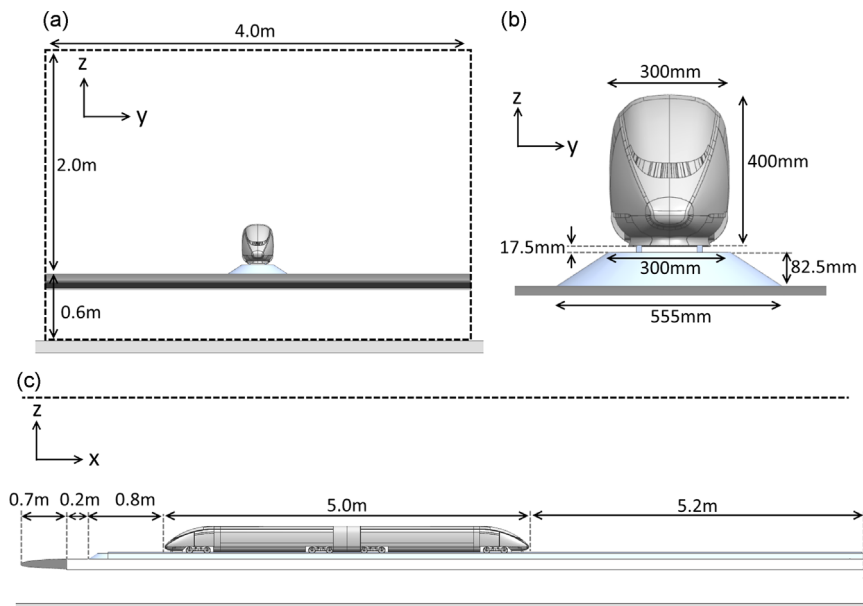 (a)
4.0m
z
y
2.0m
0.6m
(b)
300mm
z
y
400mm
17.5mm
300mm
82.5mm
555mm
(c)
z
x
0.7m
0.2m
0.8m
5.0m
5.2m